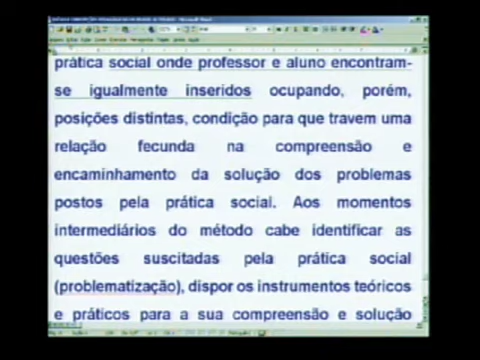 prática social onde professor e aluno encontram-
se igualmente inseridos ocupando, porém,
posições distintas, condição para que travem uma
relação fecunda na compreensão e
encaminhamento da solução dos problemas
postos pela prática social. Aos momentos
intermediários do método cabe identificar as
questões suscitadas pela prática social
(problematização), dispor os instrumentos teóricos
e práticos para a sua compreensão e solução